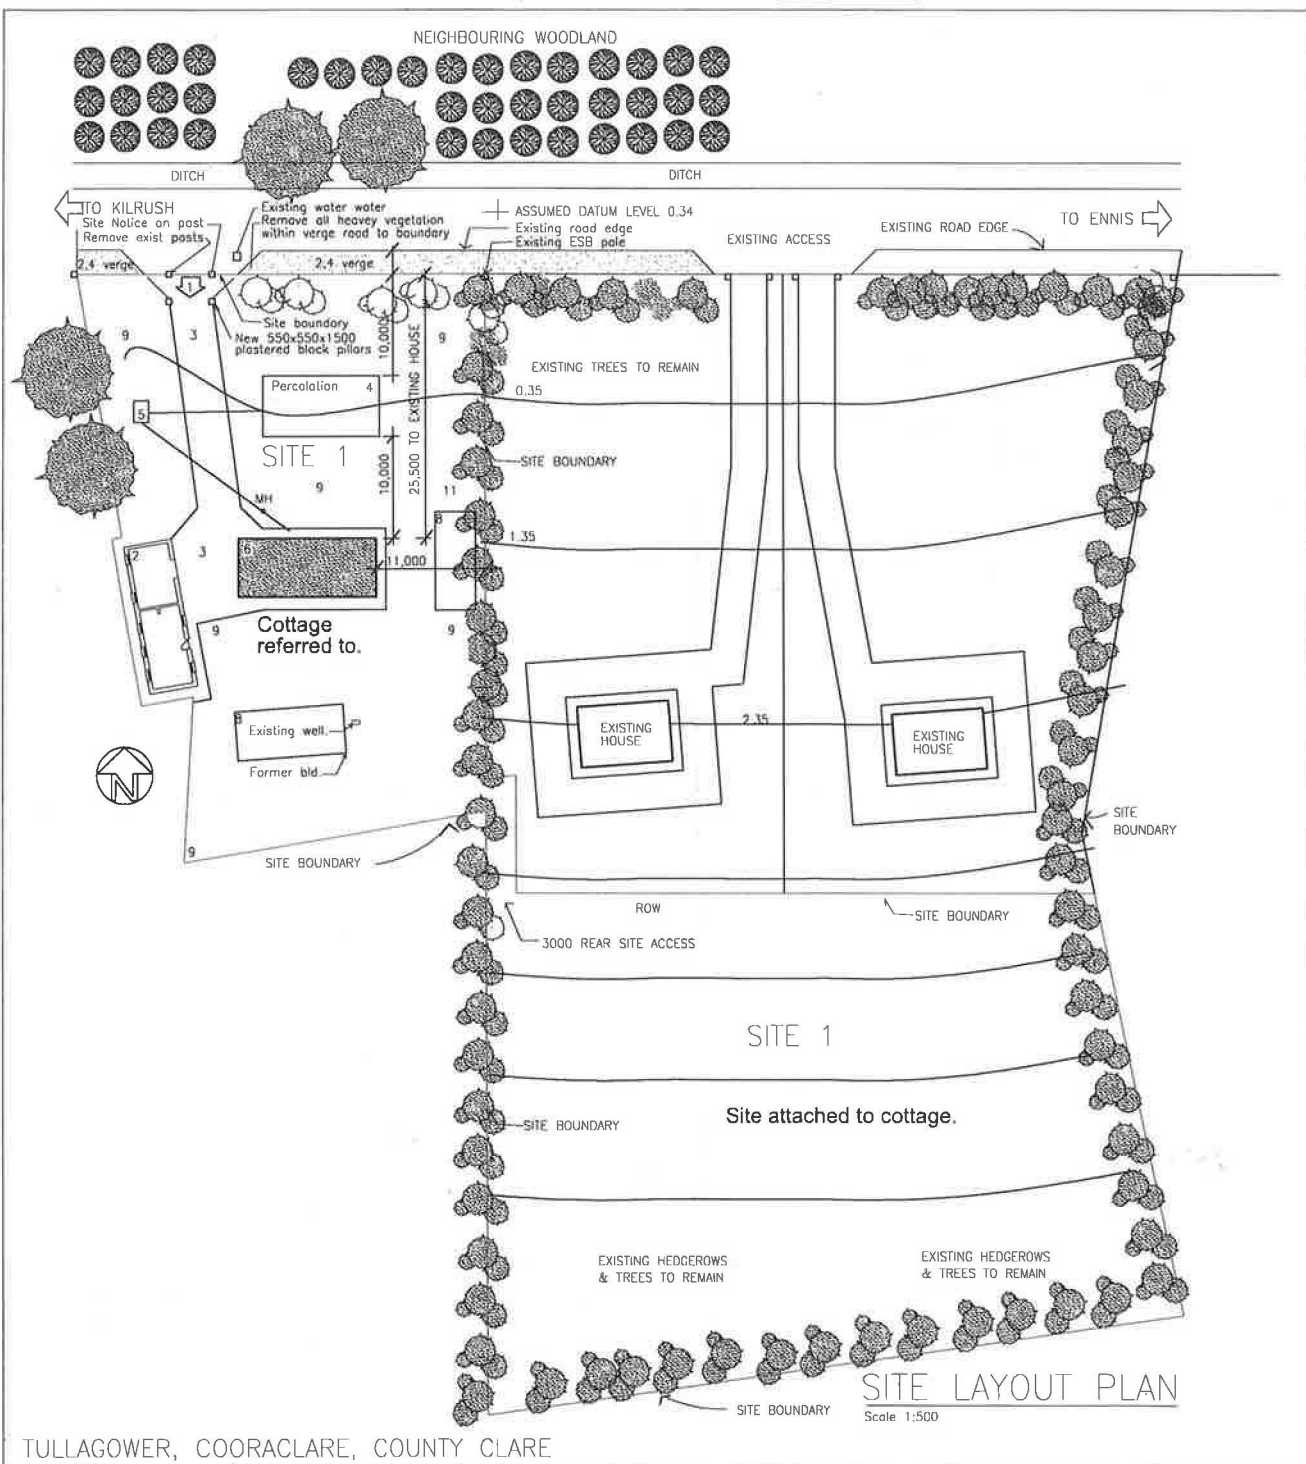 NEIGHBOURING WOODLAND
DITCH
DITCH
TO KILRUSH
Site Notice on post
Remove exist posts
Existing water water
Remove all heavey vegetation
within verge road to boundary
ASSUMED DATUM LEVEL 0.34
Existing road edge
Existing ESB pole
EXISTING ACCESS
EXISTING ROAD EDGE
TO ENNIS
2.4 verge
2.4 verge
1
9
3
Site boundary
New 550x550x1500
plastered block pillars
10,000
25,500 TO EXISTING HOUSE
9
EXISTING TREES TO REMAIN
Percolation 4
0.35
5
SITE 1
SITE BOUNDARY
10,000
9
11
MH
8
1.35
2
3
6
11,000
Cottage
referred to.
9
9
8
Existing well.
Former bld.
EXISTING
HOUSE
2.35
EXISTING
HOUSE
N
9
SITE BOUNDARY
SITE
BOUNDARY
ROW
SITE BOUNDARY
3000 REAR SITE ACCESS
SITE 1
Site attached to cottage.
SITE BOUNDARY
EXISTING HEDGEROWS
& TREES TO REMAIN
EXISTING HEDGEROWS
& TREES TO REMAIN
SITE LAYOUT PLAN
Scale 1:500
SITE BOUNDARY
TULLAGOWER, COORACLARE, COUNTY CLARE